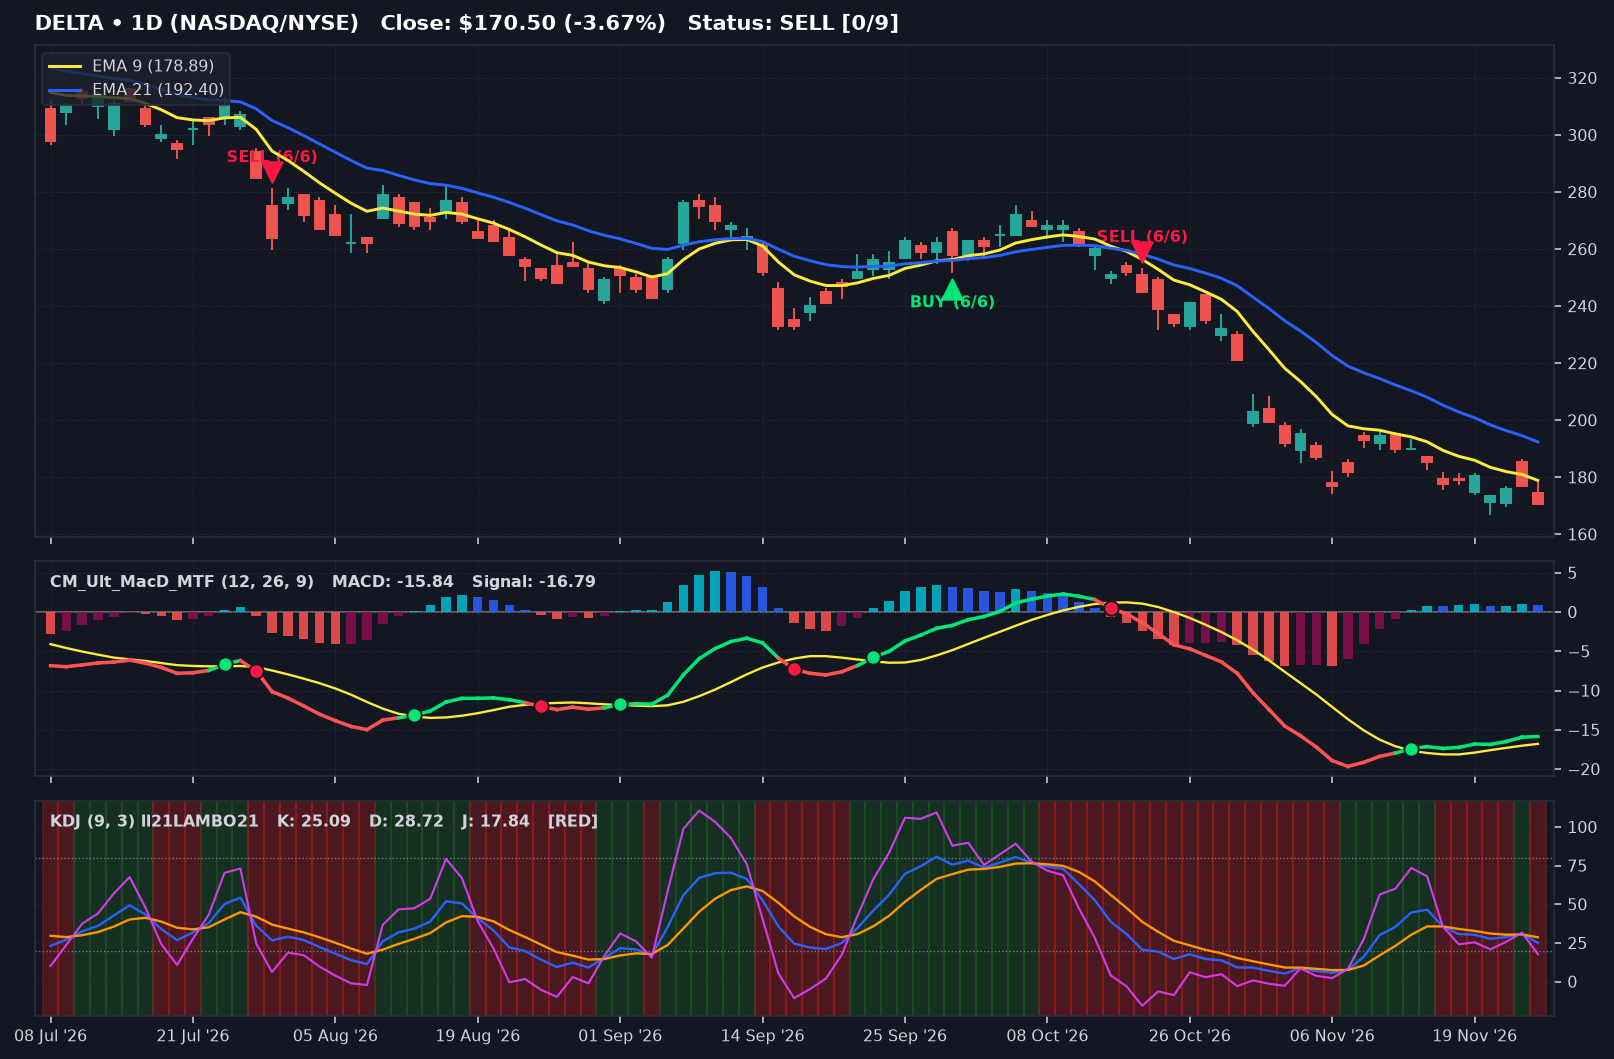 DELTA • 1D (NASDAQ/NYSE)   Close: $170.50 (-3.67%)   Status: SELL [0/9]
EMA 9 (178.89)
EMA 21 (192.40)
320
300
280
260
240
220
200
180
160
SELL (6/6)
BUY (6/6)
SELL (6/6)
CM_Ult_MacD_MTF (12, 26, 9)   MACD: -15.84   Signal: -16.79
5
0
−5
−10
−15
−20
KDJ (9, 3) II21LAMBO21   K: 25.09   D: 28.72   J: 17.84   [RED]
100
75
50
25
0
08 Jul '26
21 Jul '26
05 Aug '26
19 Aug '26
01 Sep '26
14 Sep '26
25 Sep '26
08 Oct '26
26 Oct '26
06 Nov '26
19 Nov '26